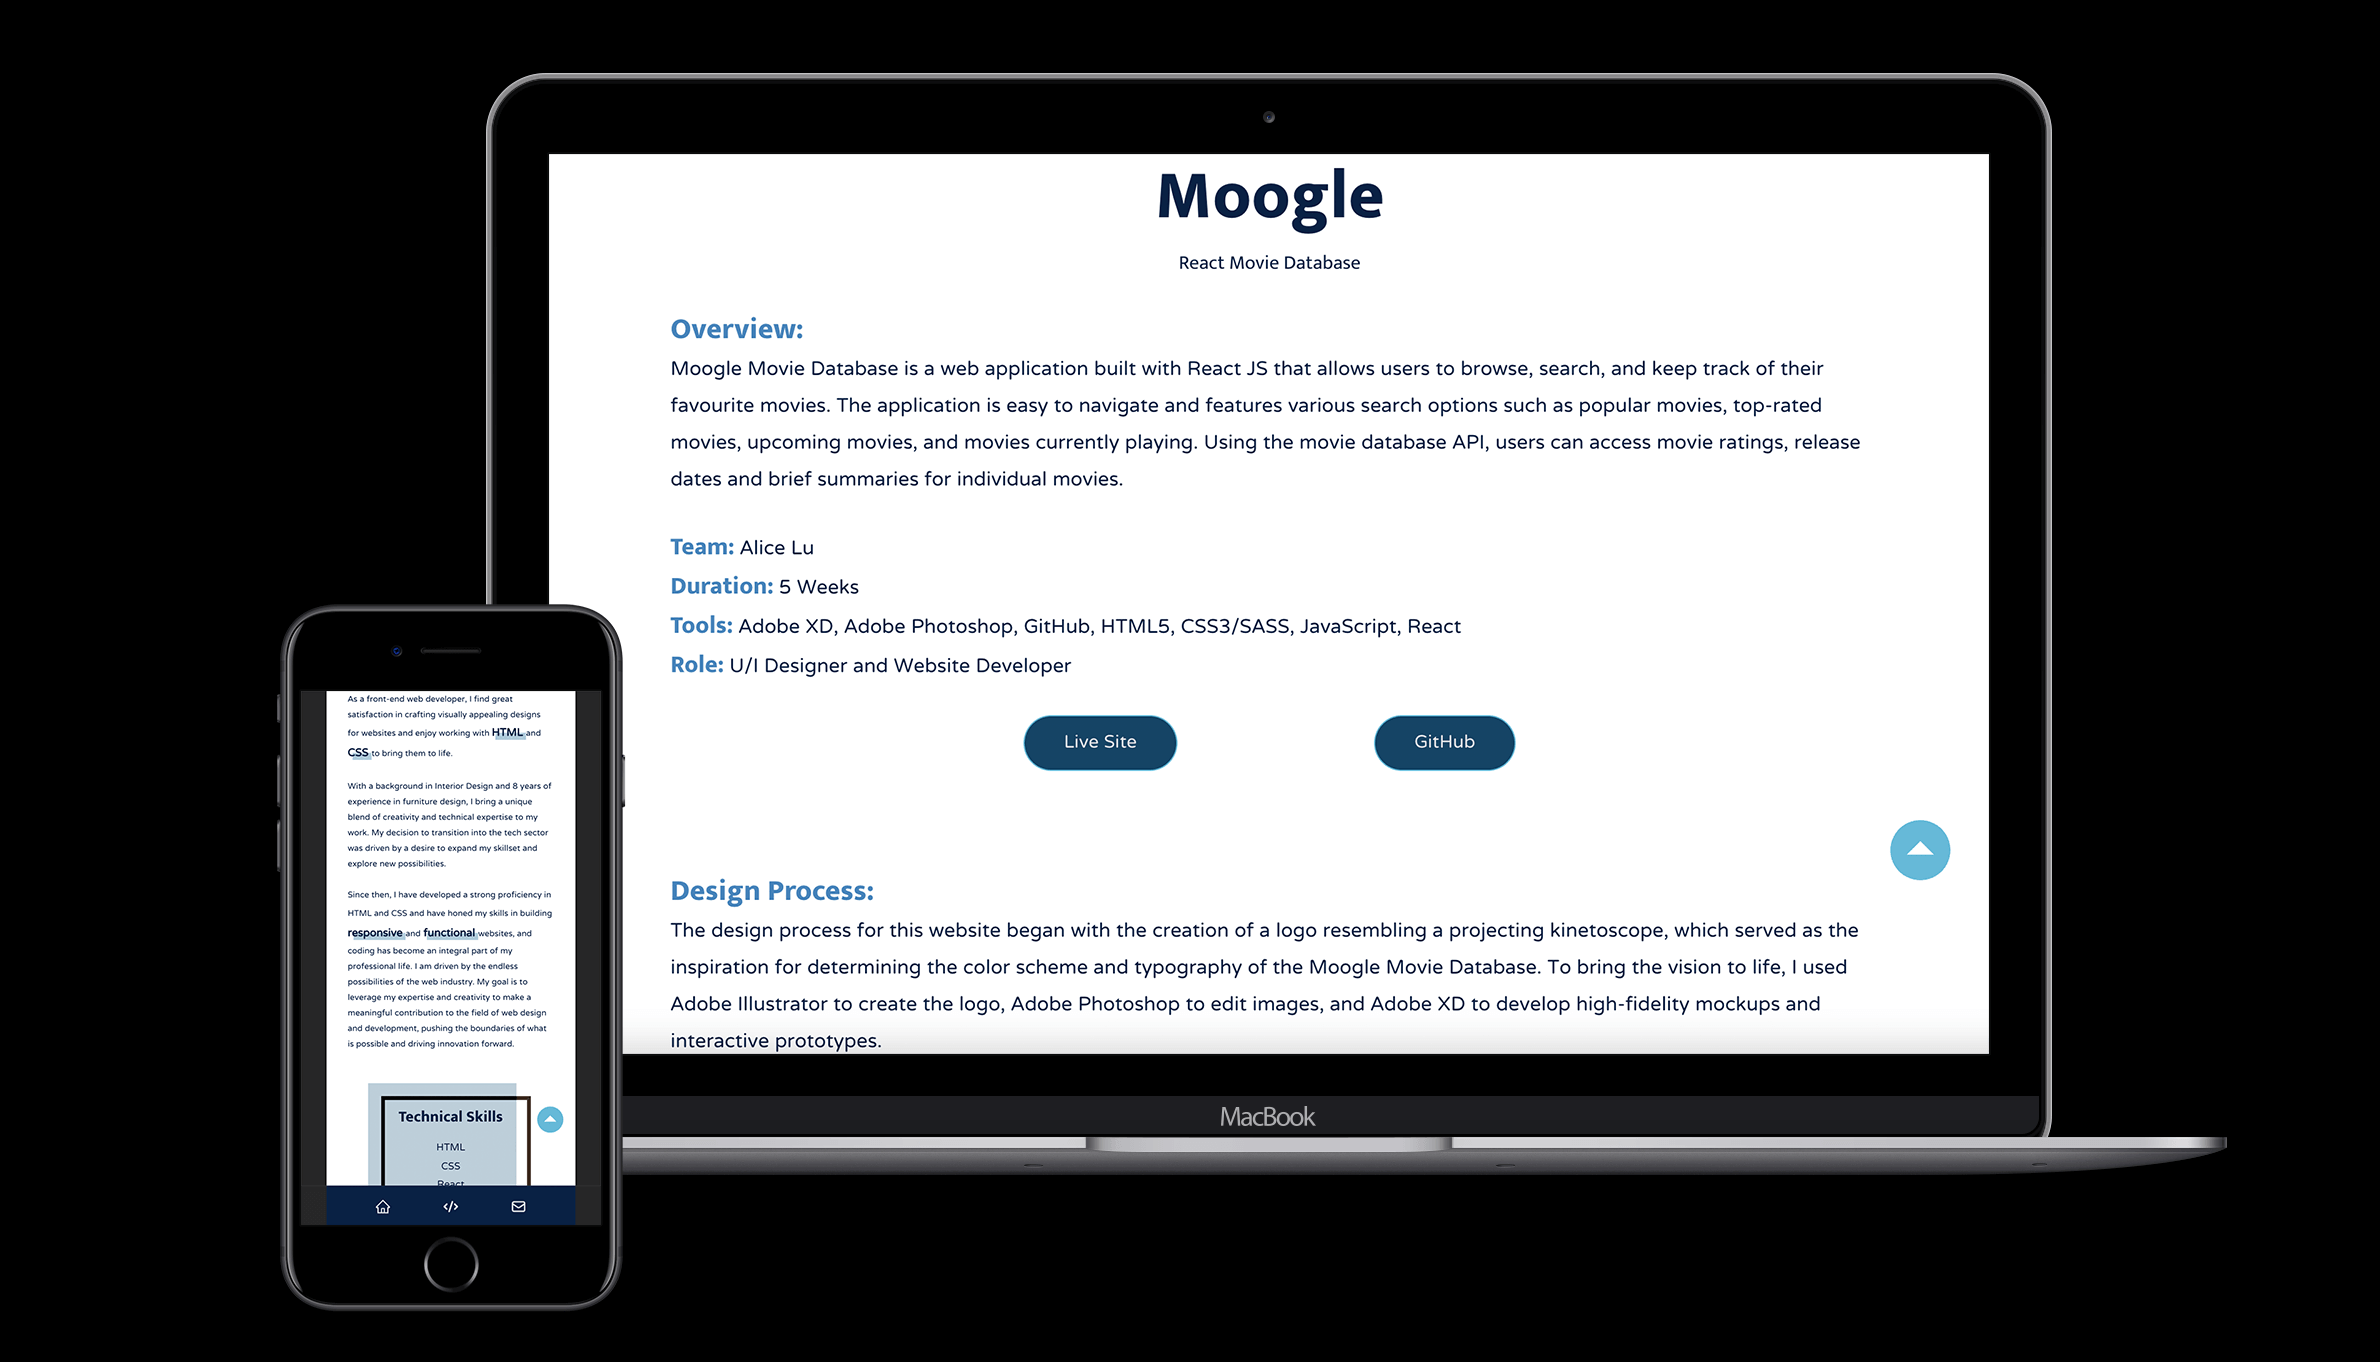 Moogle
React Movie Database
Overview:
Moogle Movie Database is a web application built with React JS that allows users to browse, search, and keep track of their
favourite movies. The application is easy to navigate and features various search options such as popular movies, top-rated
movies, upcoming movies, and movies currently playing. Using the movie database API, users can access movie ratings, release
dates and brief summaries for individual movies.
Team: Alice Lu
Duration: 5 Weeks
Tools: Adobe XD, Adobe Photoshop, GitHub, HTML5, CSS3/SASS, JavaScript, React
Role: U/I Designer and Website Developer
Live Site
GitHub
Design Process:
The design process for this website began with the creation of a logo resembling a projecting kinetoscope, which served as the
inspiration for determining the color scheme and typography of the Moogle Movie Database. To bring the vision to life, I used
Adobe Illustrator to create the logo, Adobe Photoshop to edit images, and Adobe XD to develop high-fidelity mockups and
interactive prototypes.
MacBook
As a front-end web developer, I find great
satisfaction in crafting visually appealing designs
for websites and enjoy working with HTML and
CSS to bring them to life.
With a background in Interior Design and 8 years of
experience in furniture design, I bring a unique
blend of creativity and technical expertise to my
work. My decision to transition into the tech sector
was driven by a desire to expand my skillset and
explore new possibilities.
Since then, I have developed a strong proficiency in
HTML and CSS and have honed my skills in building
responsive and functional websites, and
coding has become an integral part of my
professional life. I am driven by the endless
possibilities of the web industry. My goal is to
leverage my expertise and creativity to make a
meaningful contribution to the field of web design
and development, pushing the boundaries of what
is possible and driving innovation forward.
Technical Skills
HTML
CSS
React